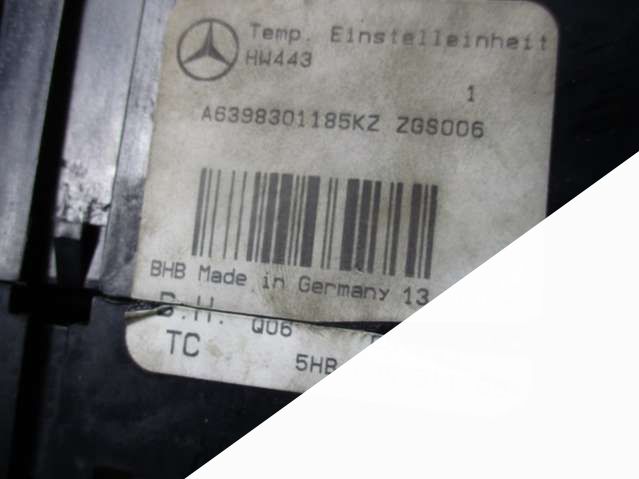 Temp. Einstelleinheit
HW443
1
A6398301185KZ ZGS006
BHB Made in Germany 13
B.H. Q06
TC 5HB